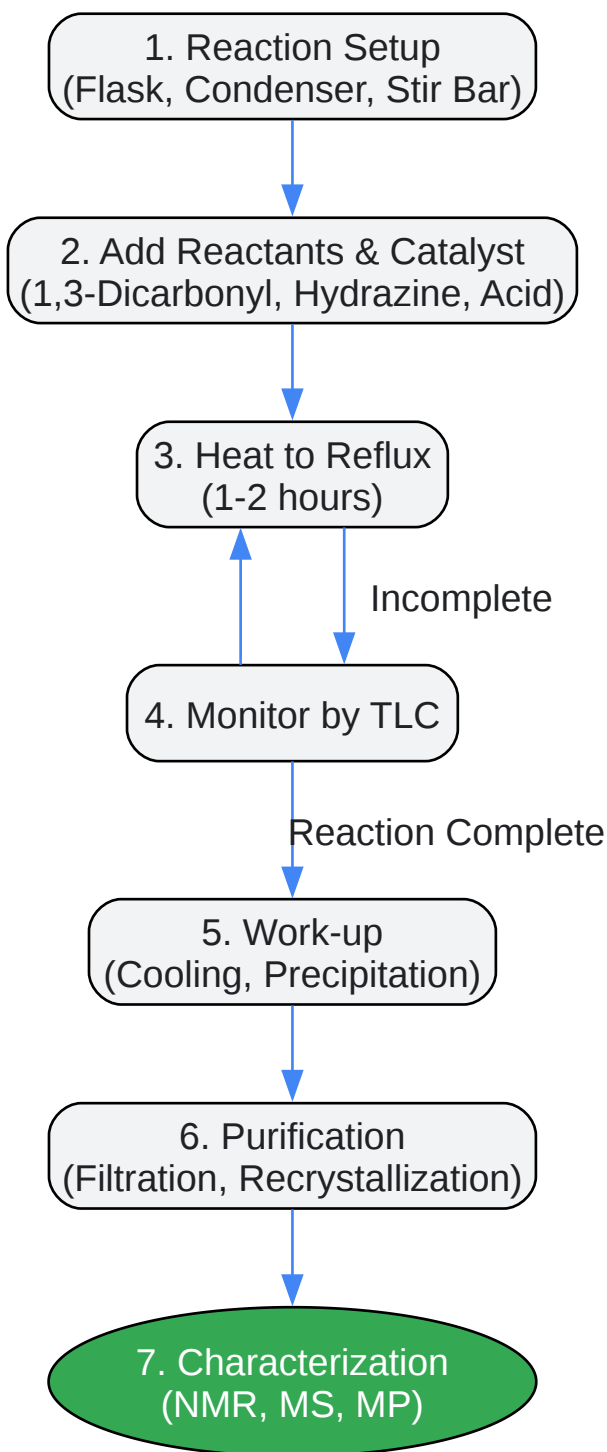 1. Reaction Setup
(Flask, Condenser, Stir Bar)
2. Add Reactants & Catalyst
(1,3-Dicarbonyl, Hydrazine, Acid)
3. Heat to Reflux
(1-2 hours)
Incomplete
4. Monitor by TLC
Reaction Complete
5. Work-up
(Cooling, Precipitation)
6. Purification
(Filtration, Recrystallization)
7. Characterization
(NMR, MS, MP)